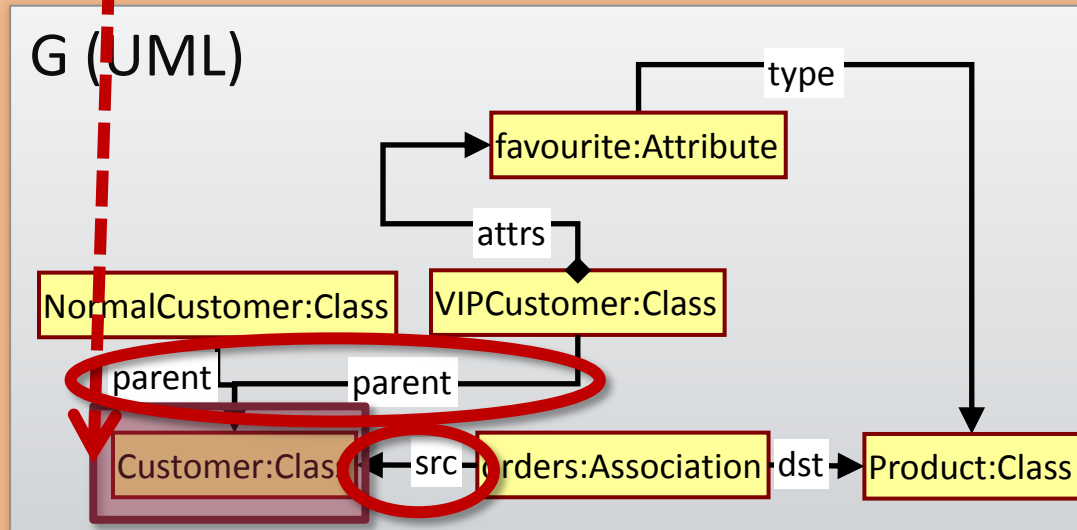 G (UML)
type
favourite:Attribute
attrs
NormalCustomer:Class
VIPCustomer:Class
parent
parent
Customer:Class
src
orders:Association
dst
Product:Class